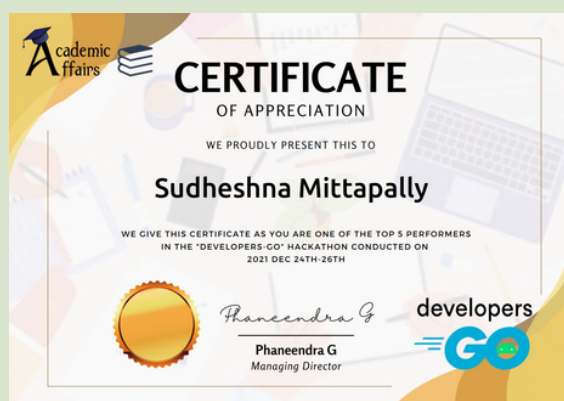 Academic
Affairs
CERTIFICATE
OF APPRECIATION
WE PROUDLY PRESENT THIS TO
Sudheshna Mittapally
WE GIVE THIS CERTIFICATE AS YOU ARE ONE OF THE TOP 5 PERFORMERS
IN THE "DEVELOPERS-GO" HACKATHON CONDUCTED ON
2021 DEC 24TH-26TH
Phaneendra G
Phaneendra G
Managing Director
developers
GO